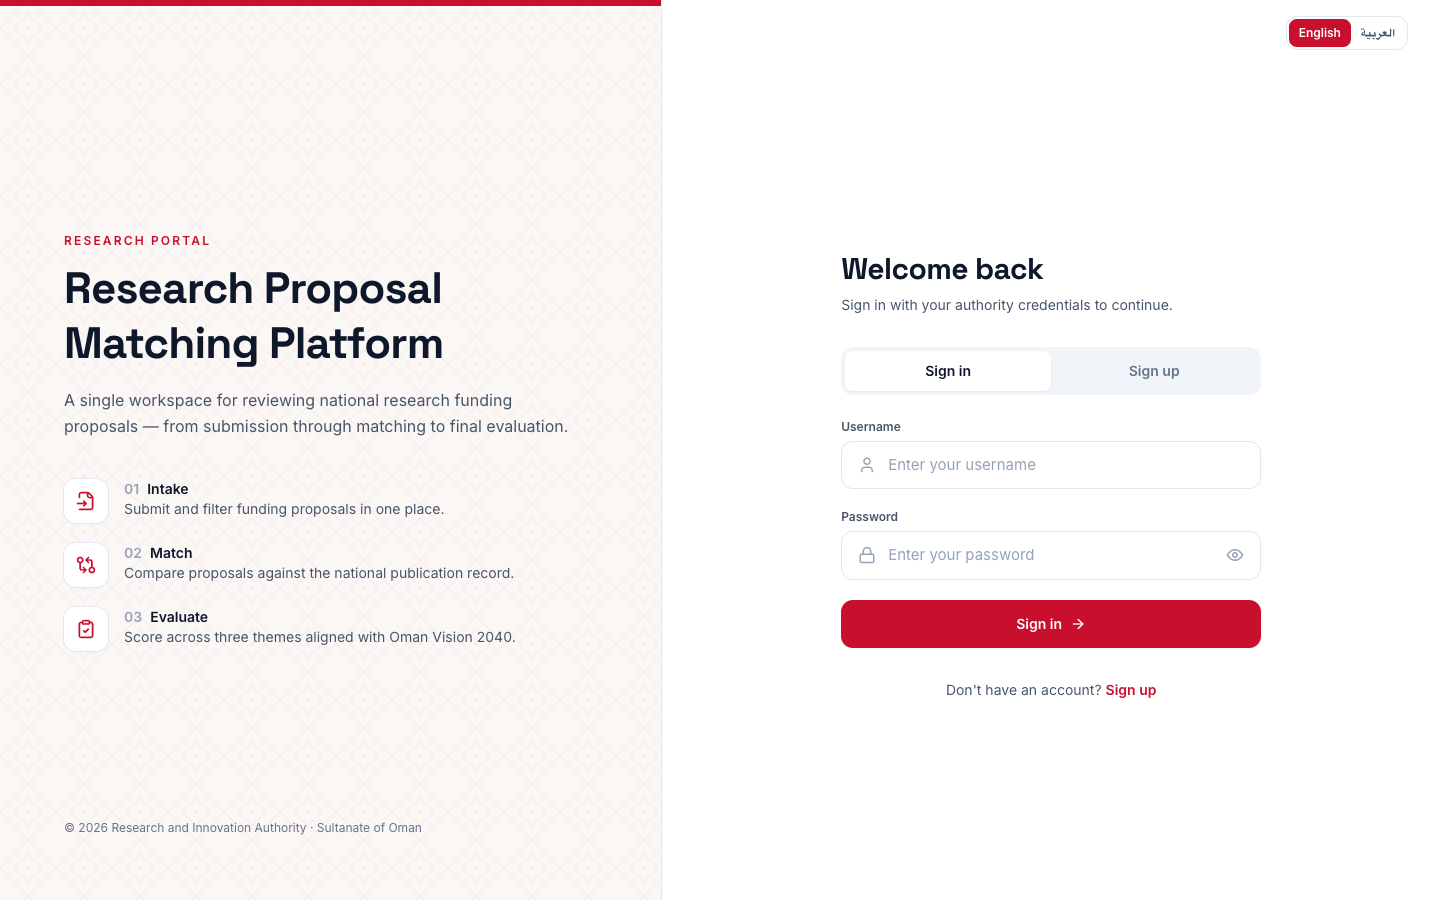 RESEARCH PORTAL
Research Proposal
Matching Platform
A single workspace for reviewing national research funding
proposals — from submission through matching to final evaluation.
01 Intake
Submit and filter funding proposals in one place.
02 Match
Compare proposals against the national publication record.
03 Evaluate
Score across three themes aligned with Oman Vision 2040.
© 2026 Research and Innovation Authority · Sultanate of Oman
English العربية
Welcome back
Sign in with your authority credentials to continue.
Sign in Sign up
Username
Enter your username
Password
Enter your password
Sign in →
Don't have an account? Sign up